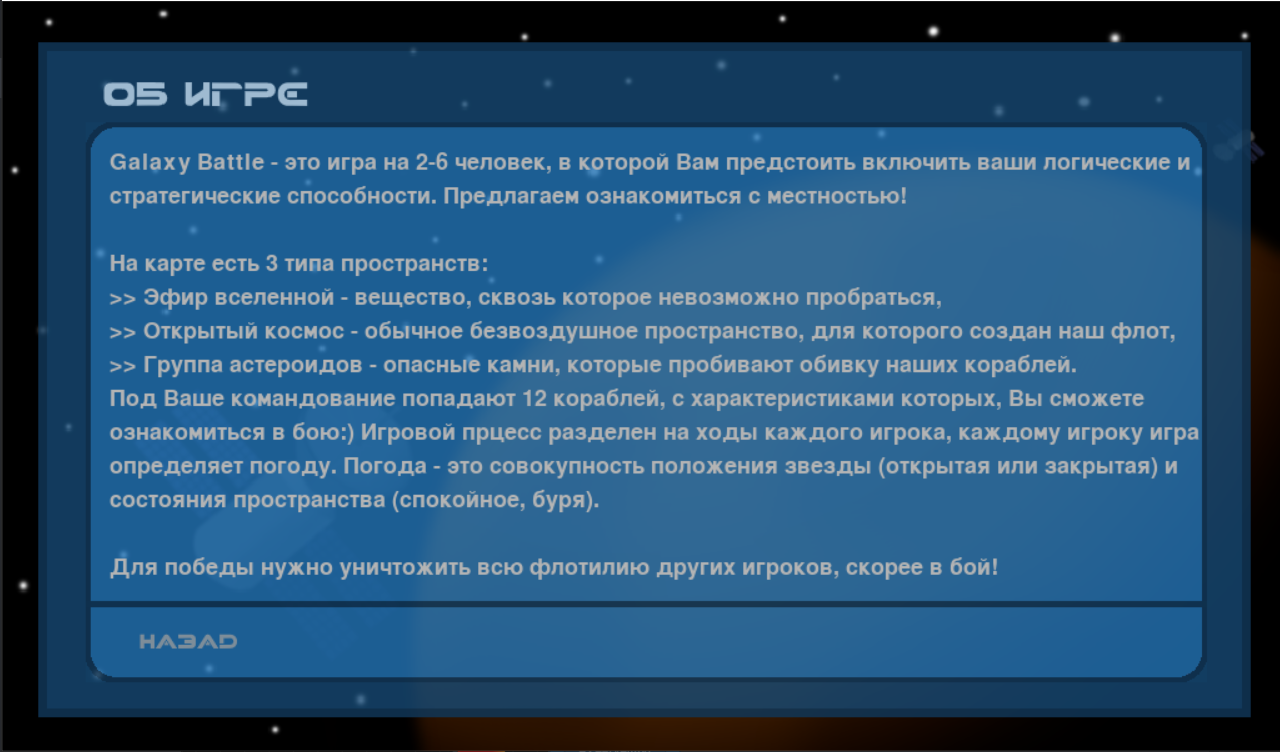 ОБ ИГРЕ
Galaxy Battle - это игра на 2-6 человек, в которой Вам предстоить включить ваши логические и
стратегические способности. Предлагаем ознакомиться с местностью!
На карте есть 3 типа пространств:
>> Эфир вселенной - вещество, сквозь которое невозможно пробраться,
>> Открытый космос - обычное безвоздушное пространство, для которого создан наш флот,
>> Группа астероидов - опасные камни, которые пробивают обивку наших кораблей.
Под Ваше командование попадают 12 кораблей, с характеристиками которых, Вы сможете
ознакомиться в бою:) Игровой прцесс разделен на ходы каждого игрока, каждому игроку игра
определяет погоду. Погода - это совокупность положения звезды (открытая или закрытая) и
состояния пространства (спокойное, буря).
Для победы нужно уничтожить всю флотилию других игроков, скорее в бой!
НАЗАД